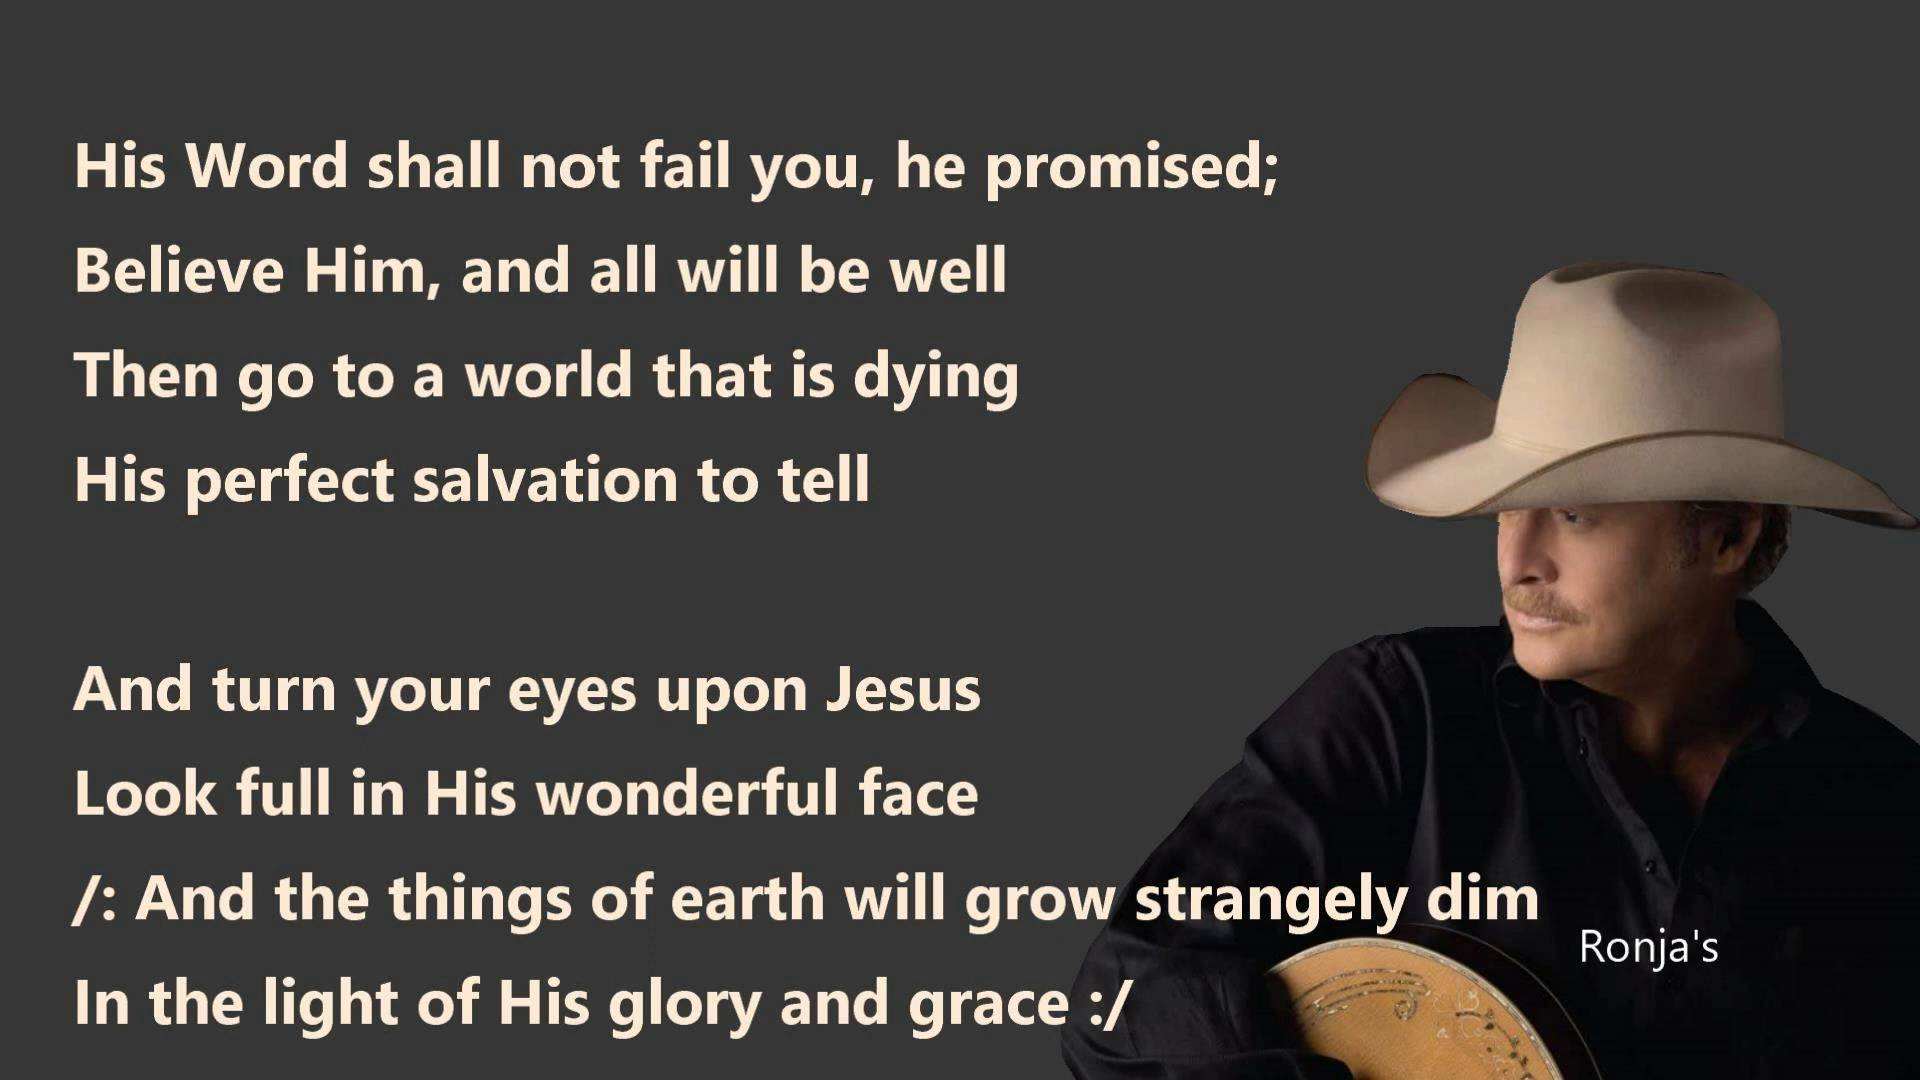 His Word shall not fail you, he promised;
Believe Him, and all will be well
Then go to a world that is dying
His perfect salvation to tell
And turn your eyes upon Jesus
Look full in His wonderful face
/: And the things of earth will grow strangely dim
In the light of His glory and grace :/
Ronja's